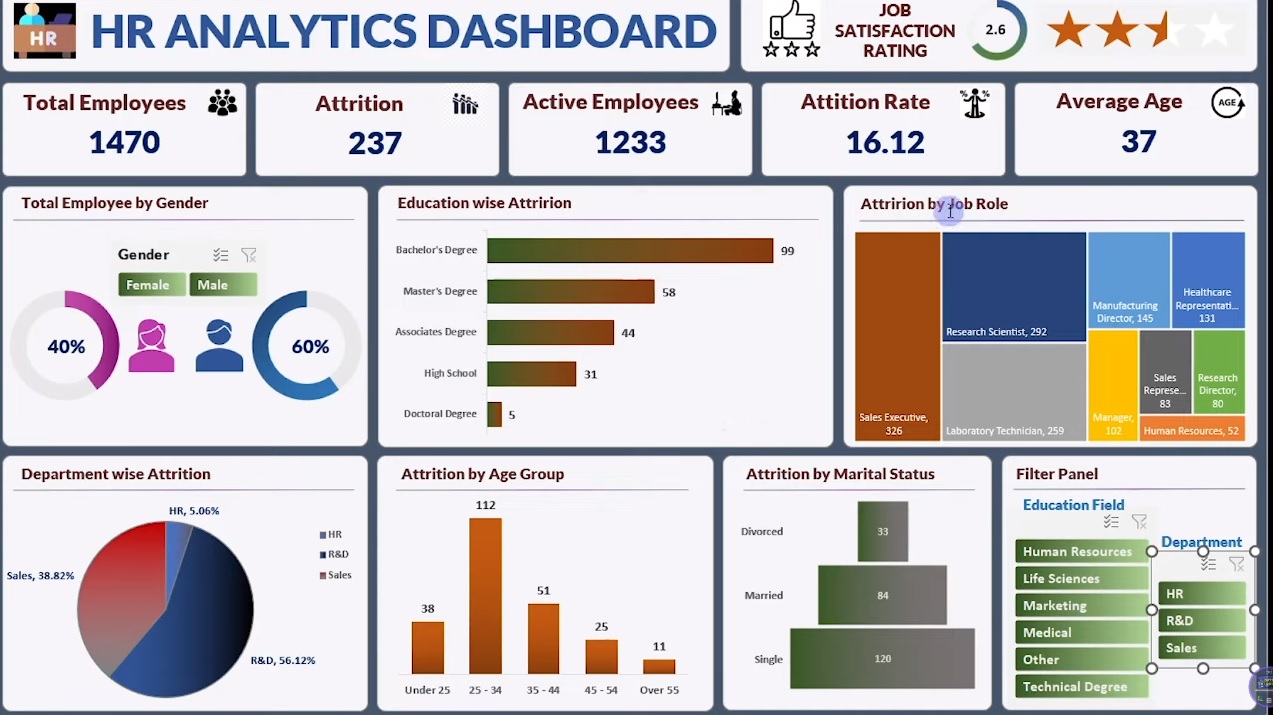 HR
HR ANALYTICS DASHBOARD
JOB
SATISFACTION
RATING
2.6
Total Employees
1470
Attrition
237
Active Employees
1233
Attition Rate
% %
16.12
Average Age
AGE
37
Total Employee by Gender
Gender
Female
Male
40%
60%
Education wise Attririon
Bachelor's Degree
99
Master's Degree
58
Associates Degree
44
High School
31
Doctoral Degree
5
Attririon by Job Role
Sales Executive,
326
Research Scientist, 292
Laboratory Technician, 259
Manufacturing
Director, 145
Healthcare
Representati...
131
Manager,
102
Sales
Represe...
83
Research
Director,
80
Human Resources, 52
Department wise Attrition
HR, 5.06%
Sales, 38.82%
R&D, 56.12%
HR
R&D
Sales
Attrition by Age Group
38
112
51
25
11
Under 25
25 - 34
35 - 44
45 - 54
Over 55
Attrition by Marital Status
Divorced
33
Married
84
Single
120
Filter Panel
Education Field
Human Resources
Life Sciences
Marketing
Medical
Other
Technical Degree
Department
HR
R&D
Sales